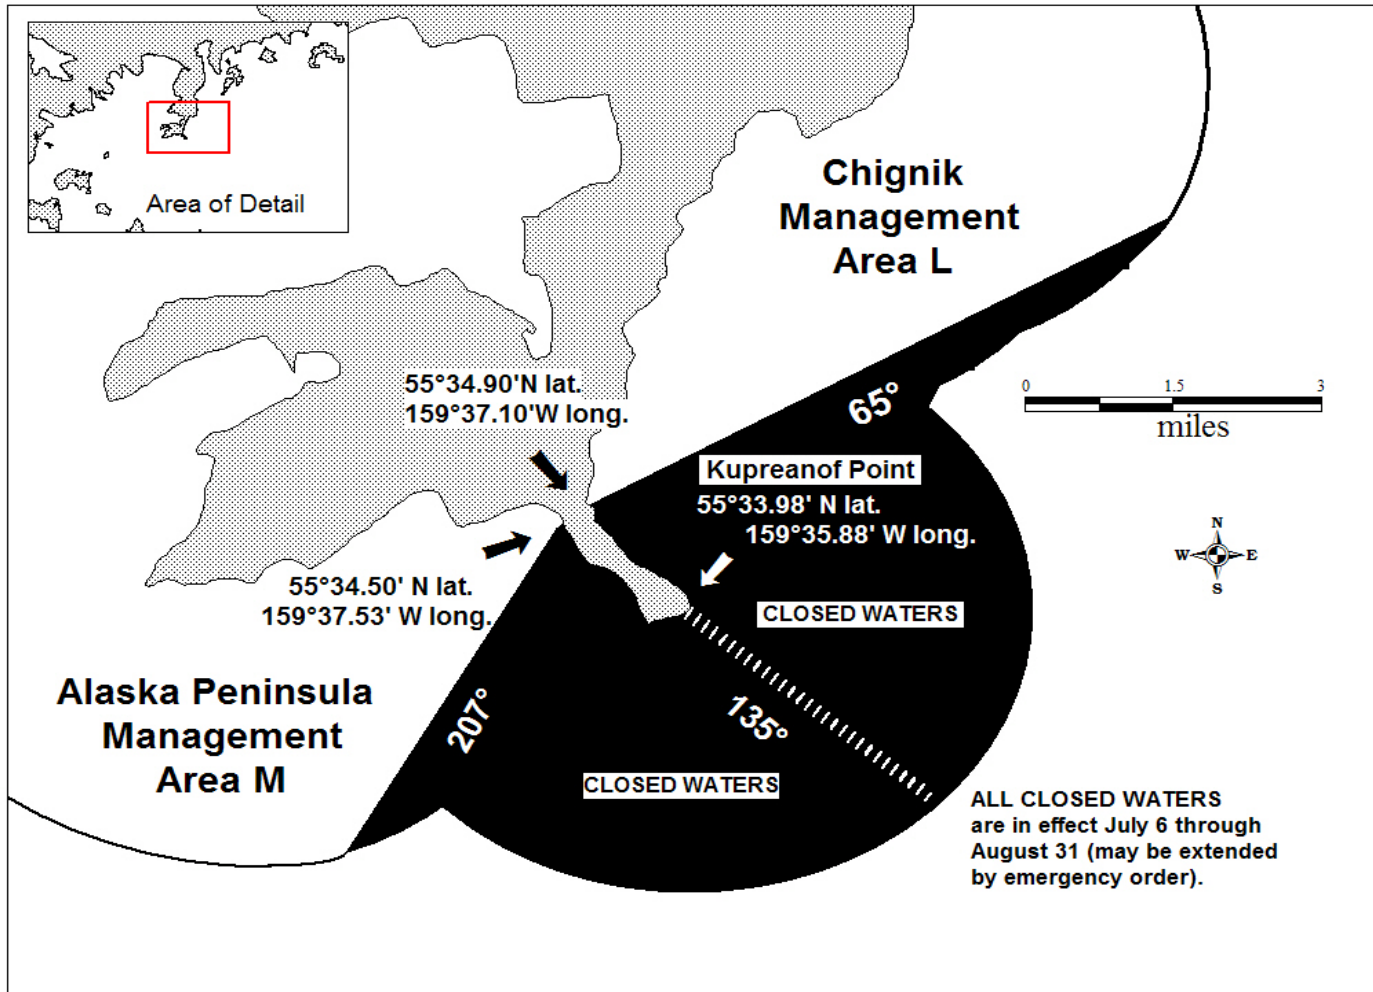 Area of Detail
Chignik
Management
Area L
55°34.90'N lat.
159°37.10'W long.
65°
0 1.5 3
miles
Kupreanof Point
55°33.98' N lat.
159°35.88' W long.
N
W E
S
55°34.50' N lat.
159°37.53' W long.
CLOSED WATERS
Alaska Peninsula
Management
Area M
207°
135°
CLOSED WATERS
ALL CLOSED WATERS
are in effect July 6 through
August 31 (may be extended
by emergency order).